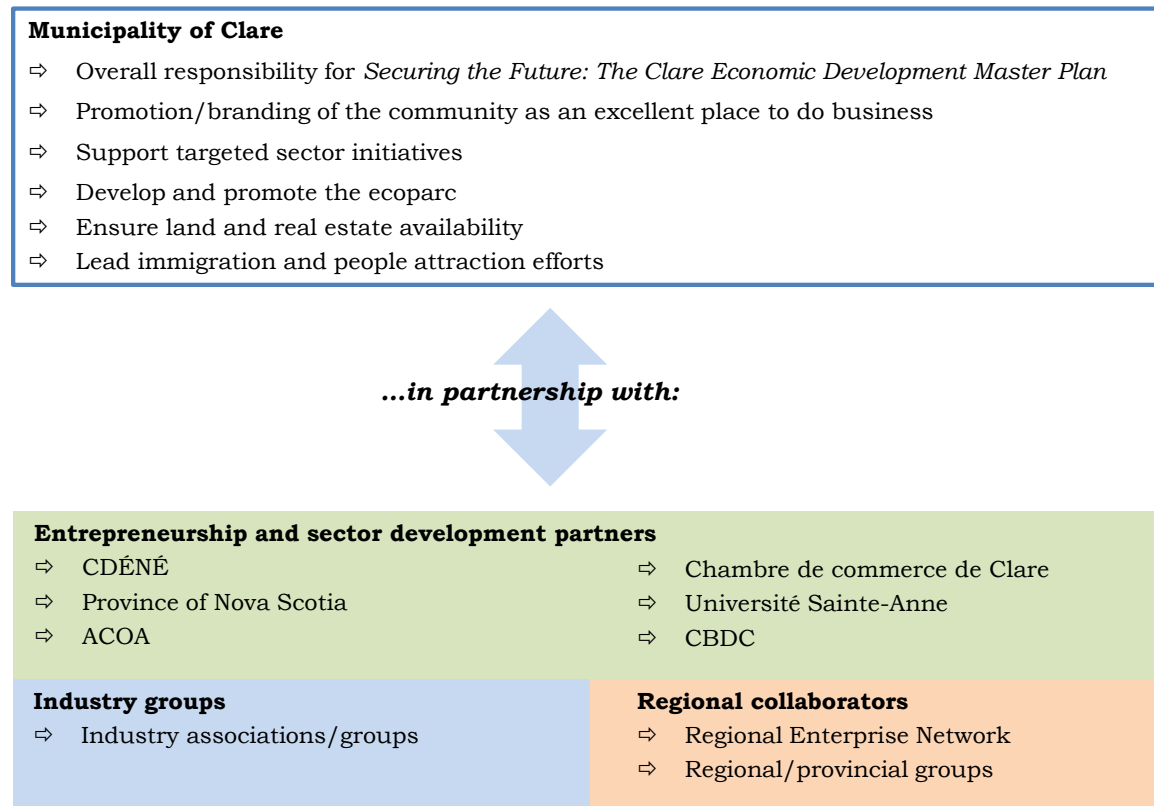 Municipality of Clare
⇨ Overall responsibility for Securing the Future: The Clare Economic Development Master Plan
⇨ Promotion/branding of the community as an excellent place to do business
⇨ Support targeted sector initiatives
⇨ Develop and promote the ecoparc
⇨ Ensure land and real estate availability
⇨ Lead immigration and people attraction efforts
...in partnership with:
Entrepreneurship and sector development partners
⇨ CDÉNÉ
⇨ Province of Nova Scotia
⇨ ACOA
⇨ Chambre de commerce de Clare
⇨ Université Sainte-Anne
⇨ CBDC
Industry groups
⇨ Industry associations/groups
Regional collaborators
⇨ Regional Enterprise Network
⇨ Regional/provincial groups